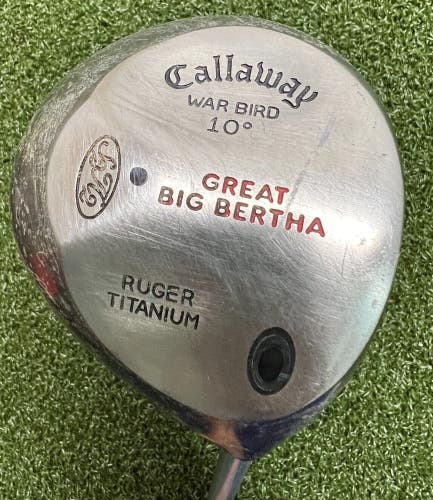 Callaway
WAR BIRD
10°
GREAT
BIG BERTHA
RUGER
TITANIUM